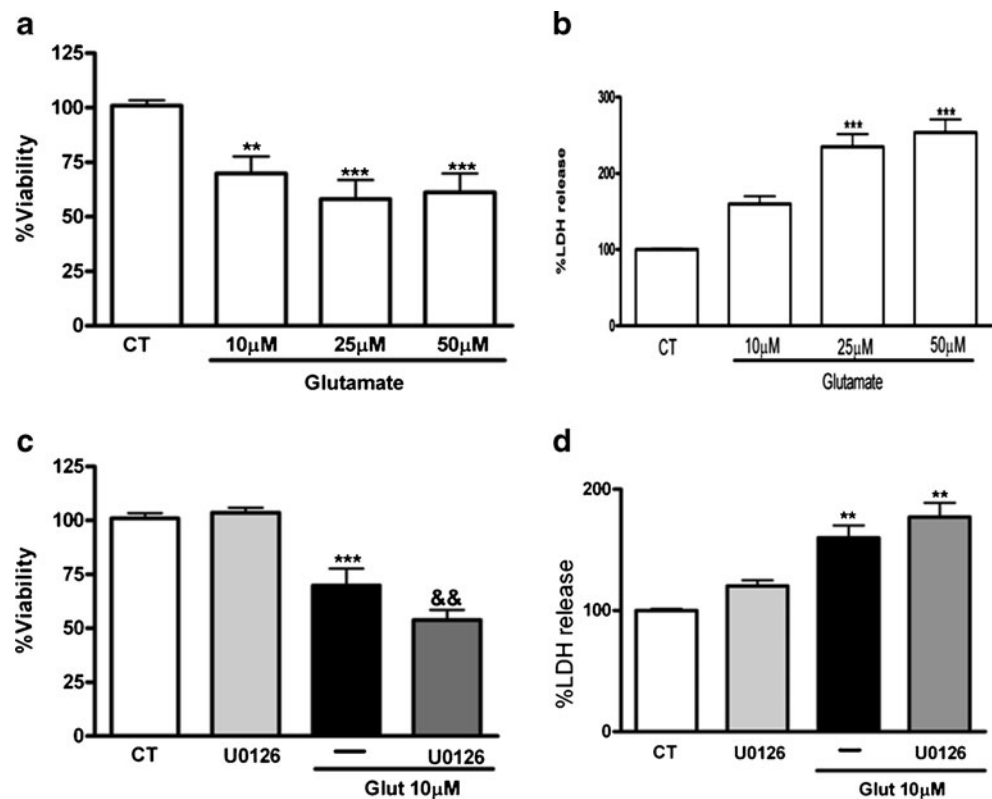 a
125
100
75
50
25
0
%Viability
**
***
***
CT
10μM
25μM
50μM
Glutamate
b
300
200
100
0
%LDH release
***
***
CT
10μM
25μM
50μM
Glutamate
c
125
100
75
50
25
0
%Viability
***
&&
CT
U0126
—
U0126
Glut 10μM
d
200
100
0
%LDH release
**
**
CT
U0126
—
U0126
Glut 10μM